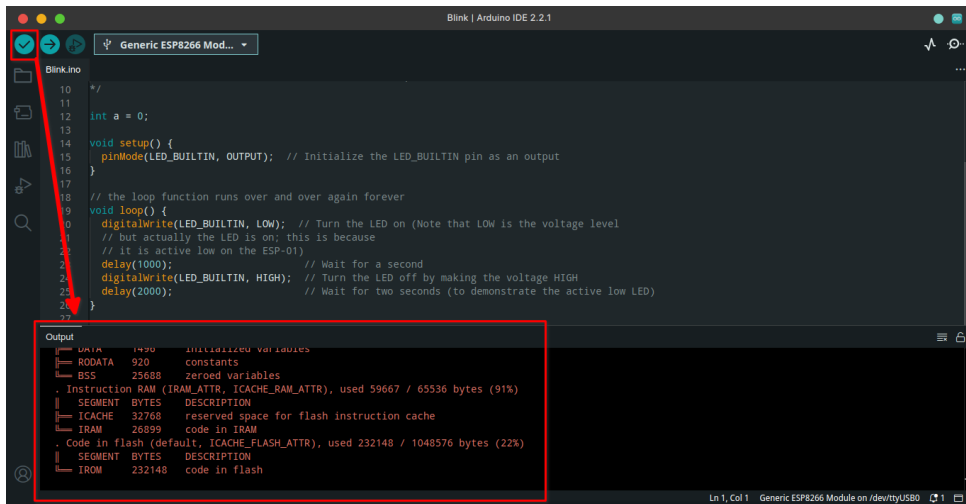 Blink | Arduino IDE 2.2.1
Generic ESP8266 Mod...
Blink.ino
...
10 */
11
12 int a = 0;
13
14 void setup() {
15 pinMode(LED_BUILTIN, OUTPUT); // Initialize the LED_BUILTIN pin as an output
16 }
17
18 // the loop function runs over and over again forever
19 void loop() {
20 digitalWrite(LED_BUILTIN, LOW); // Turn the LED on (Note that LOW is the voltage level
21 // but actually the LED is on; this is because
22 // it is active low on the ESP-01)
23 delay(1000); // Wait for a second
24 digitalWrite(LED_BUILTIN, HIGH); // Turn the LED off by making the voltage HIGH
25 delay(2000); // Wait for two seconds (to demonstrate the active low LED)
26 }
27
Output
╠══ DATA 1496 initialized variables
╠══ RODATA 920 constants
╚══ BSS 25688 zeroed variables
. Instruction RAM (IRAM_ATTR, ICACHE_RAM_ATTR), used 59667 / 65536 bytes (91%)
║ SEGMENT BYTES DESCRIPTION
╠══ ICACHE 32768 reserved space for flash instruction cache
╚══ IRAM 26899 code in IRAM
. Code in flash (default, ICACHE_FLASH_ATTR), used 232148 / 1048576 bytes (22%)
║ SEGMENT BYTES DESCRIPTION
╚══ IROM 232148 code in flash
Ln 1, Col 1 Generic ESP8266 Module on /dev/ttyUSB0 1